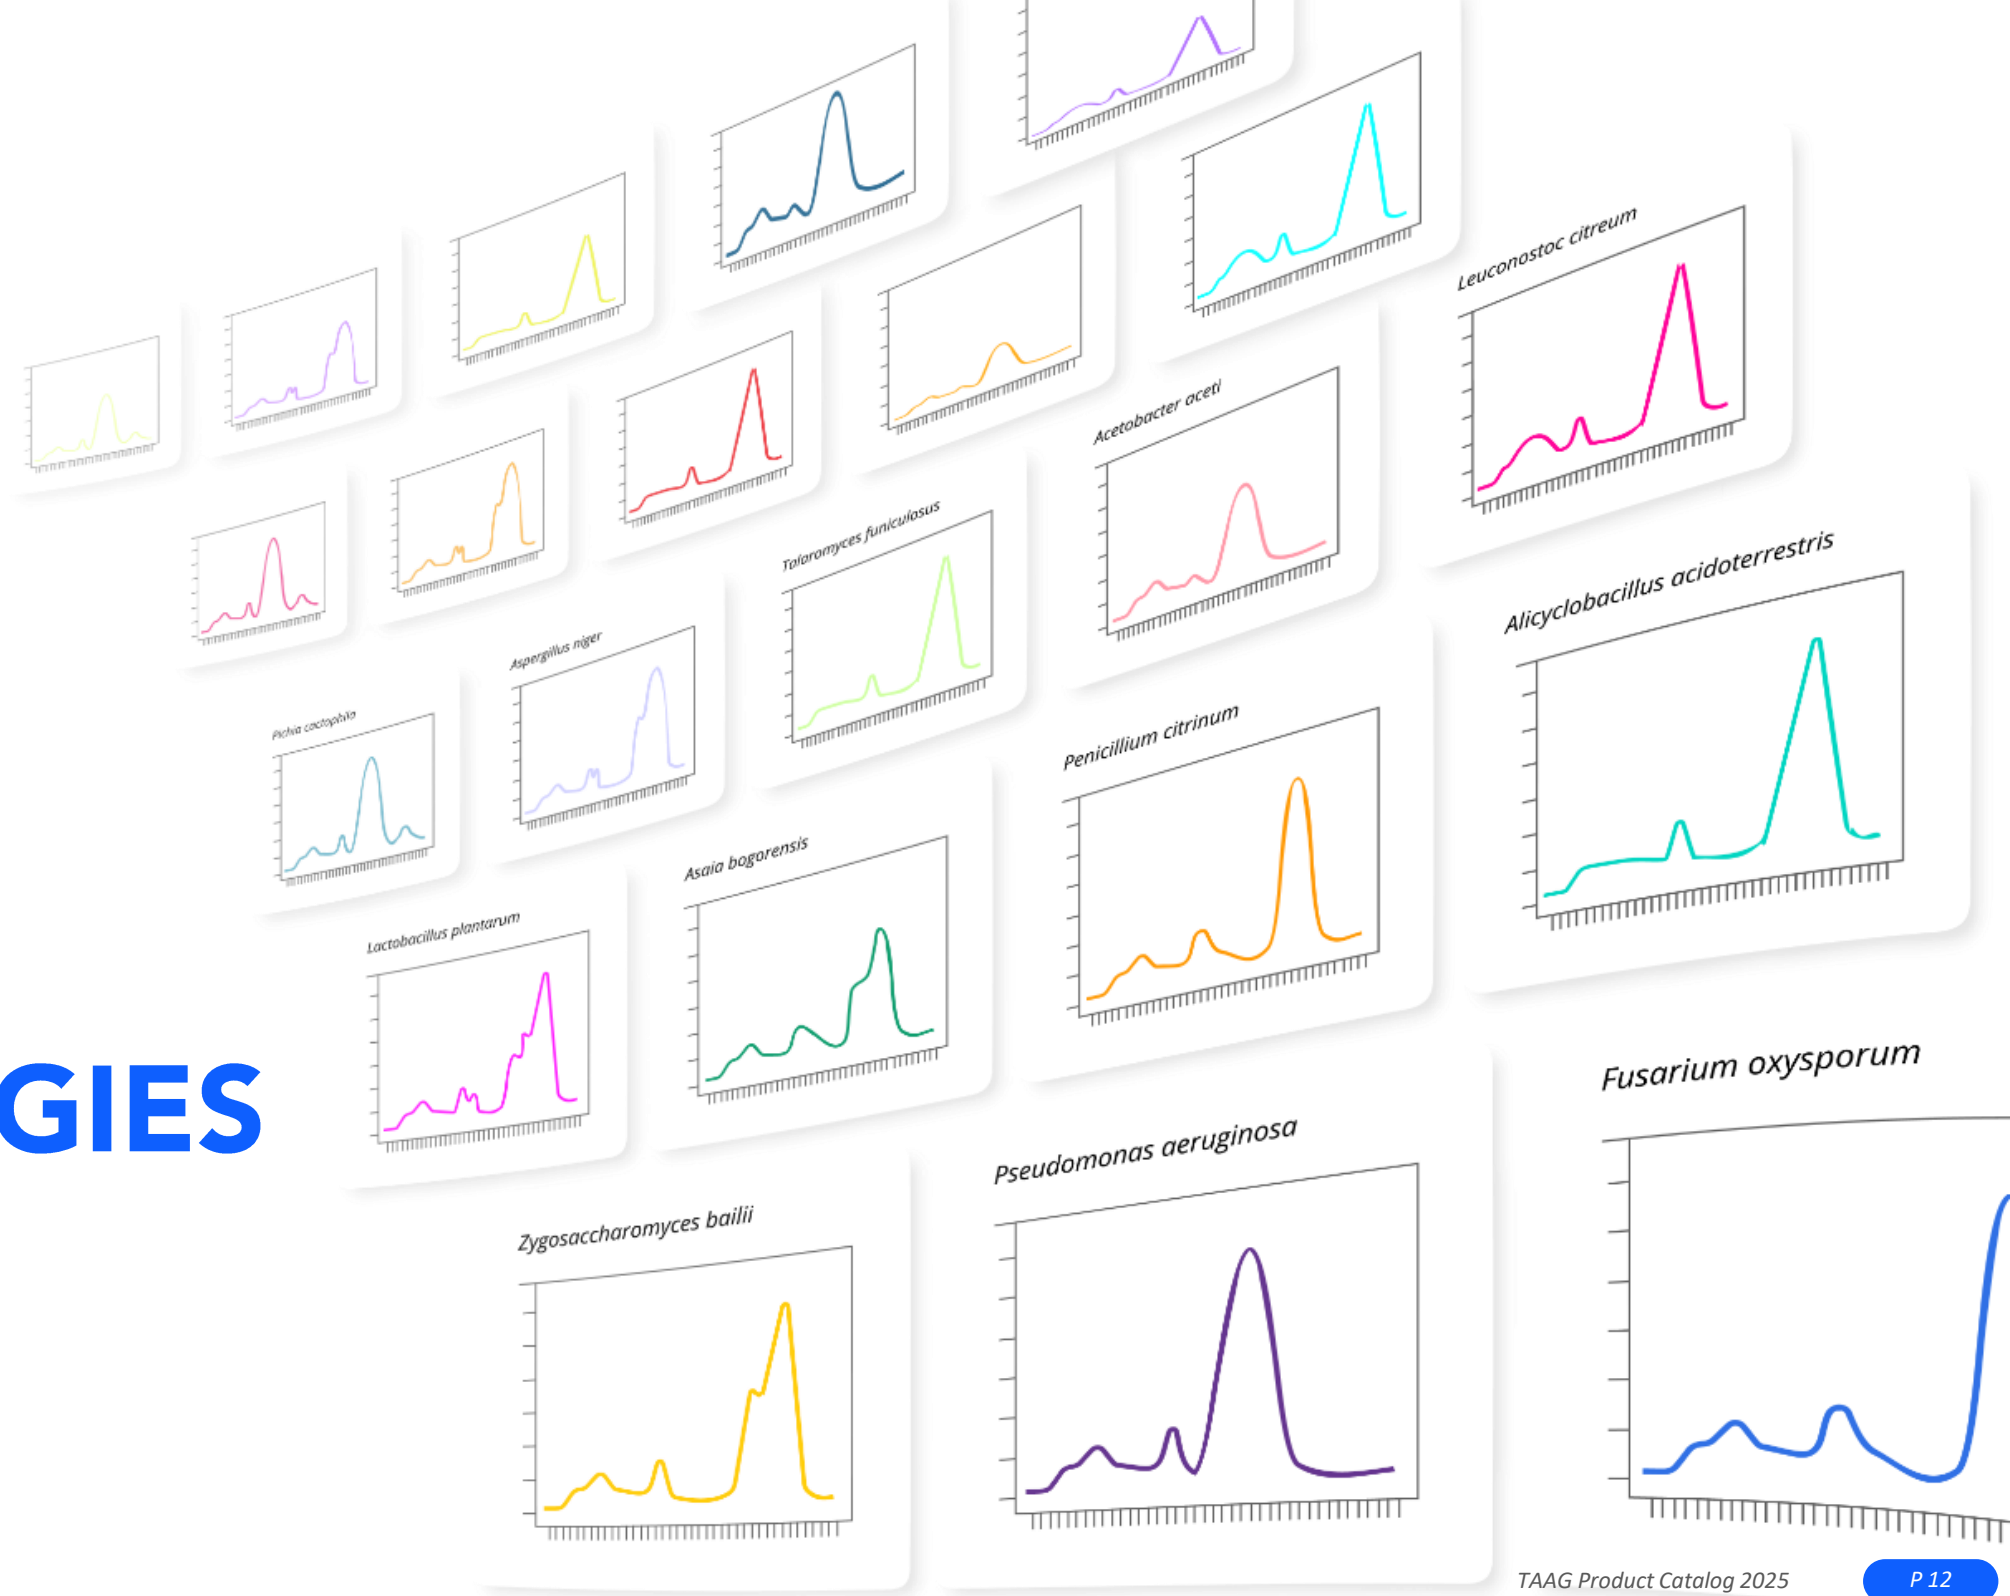 Leuconostoc citreum
Acetobacter aceti
Talaromyces funiculosus
Alicyclobacillus acidoterrestris
Aspergillus niger
Pichia cactophila
Penicillium citrinum
Asaia bogorensis
Lactobacillus plantarum
GIES
Fusarium oxysporum
Pseudomonas aeruginosa
Zygosaccharomyces bailii
TAAG Product Catalog 2025
P 12